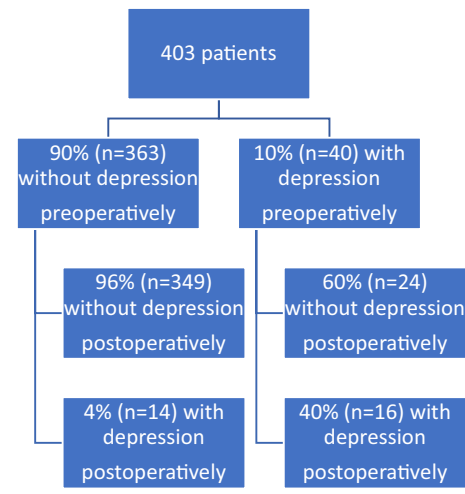 403 patients
90% (n=363)
without depression
preoperatively
10% (n=40) with
depression
preoperatively
96% (n=349)
without depression
postoperatively
60% (n=24)
without depression
postoperatively
4% (n=14) with
depression
postoperatively
40% (n=16) with
depression
postoperatively